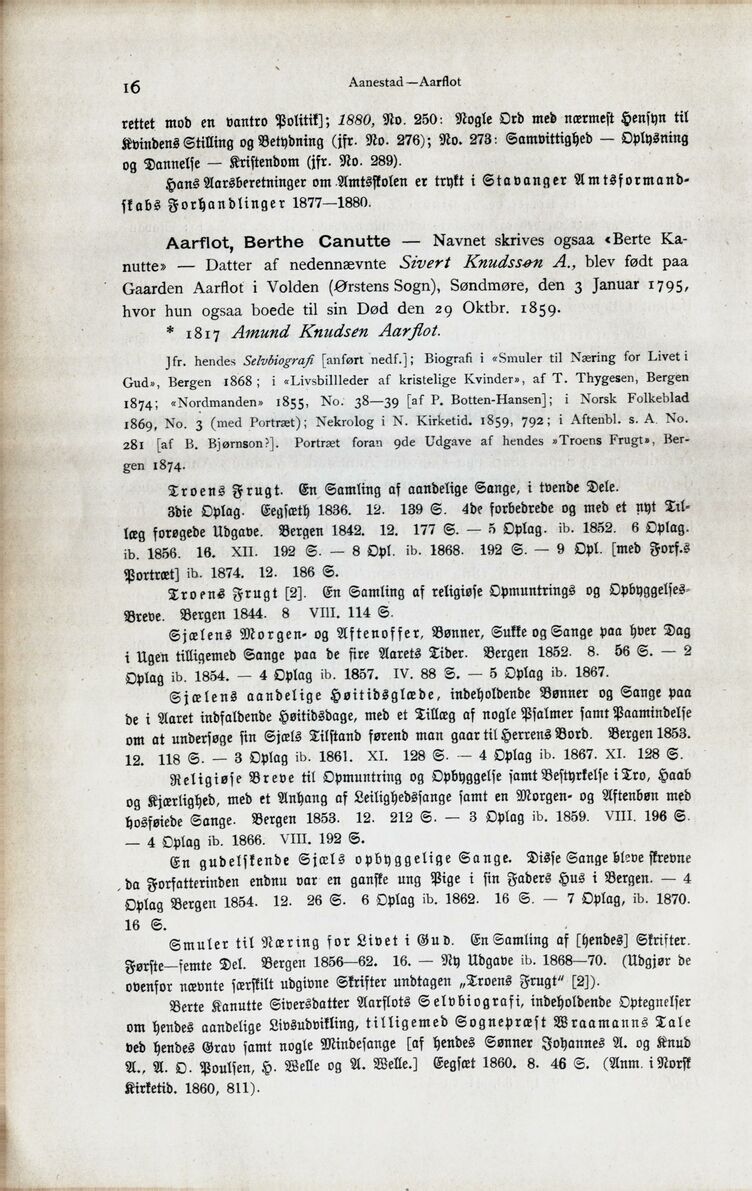 16
Aanestad—Aarflot
rettet mod en vantro Politik]; 1880, No. 250: Nogle Ord med nærmest Hensyn til
Kvindens Stilling og Betydning (jfr. No. 276); No. 273: Samvittighed — Oplysning
og Dannelse — Kristendom (jfr. No. 289).
Hans Aarsberetninger om Amtsskolen er trykt i Stavanger Amtsformand-
skabs Forhandlinger 1877—1880.
Aarflot, Berthe Canutte — Navnet skrives ogsaa «Berte Ka-
nutte» — Datter af nedennævnte Sivert Knudssøn A., blev født paa
Gaarden Aarflot i Volden (Ørstens Sogn), Søndmøre, den 3 Januar 1795,
hvor hun ogsaa boede til sin Død den 29 Oktbr. 1859.
* 1817 Amund Knudsen Aarflot.
Jfr. hendes Selvbiografi [anført nedf.]; Biografi i «Smuler til Næring for Livet i
Gud», Bergen 1868; i «Livsbillleder af kristelige Kvinder», af T. Thygesen, Bergen
1874; «Nordmanden» 1855, No. 38—39 [af P. Botten-Hansen]; i Norsk Folkeblad
1869, No. 3 (med Portræt); Nekrolog i N. Kirketid. 1859, 792; i Aftenbl. s. A. No.
281 [af B. Bjørnson?]. Portræt foran 9de Udgave af hendes »Troens Frugt», Ber-
gen 1874.
Troens Frugt. En Samling af aandelige Sange, i tvende Dele.
3die Oplag. Eegsæth 1836. 12. 139 S. 4de forbedrede og med et nyt Til-
læg forøgede Udgave. Bergen 1842. 12. 177 S. — 5 Oplag. ib. 1852. 6 Oplag.
ib. 1856. 16. XII. 192 S. — 8 Opl. ib. 1868. 192 S. — 9 Opl. [med Forf.s
Portræt] ib. 1874. 12. 186 S.
Troens Frugt [2]. En Samling af religiøse Opmuntrings og Opbyggelses-
Breve. Bergen 1844. 8 VIII. 114 S.
Sjælens Morgen- og Aftenoffer, Bønner, Sukke og Sange paa hver Dag
i Ugen tilligemed Sange paa de fire Aarets Tider. Bergen 1852. 8. 56 S. — 2
Oplag ib. 1854. — 4 Oplag ib. 1857. IV. 88 S. — 5 Oplag ib. 1867.
Sjælens aandelige Høitidsglæde, indeholdende Bønner og Sange paa
de i Aaret indfaldende Høitidsdage, med et Tillæg af nogle Psalmer samt Paamindelse
om at undersøge sin Sjæls Tilstand førend man gaar til Herrens Bord. Bergen 1853.
12. 118 S. — 3 Oplag ib. 1861. XI. 128 S. — 4 Oplag ib. 1867. XI. 128 S.
Religiøse Breve til Opmuntring og Opbyggelse samt Bestyrkelse i Tro, Haab
og Kjærlighed, med et Anhang af Leilighedssange samt en Morgen- og Aftenbøn med
hosføiede Sange. Bergen 1853. 12. 212 S. — 3 Oplag ib. 1859. VIII. 196 S.
— 4 Oplag ib. 1866. VIII. 192 S.
En gudelskende Sjæls opbyggelige Sange. Disse Sange bleve skrevne
da Forfatterinden endnu var en ganske ung Pige i sin Faders Hus i Bergen. — 4
Oplag Bergen 1854. 12. 26 S. 6 Oplag ib. 1862. 16 S. — 7 Oplag, ib. 1870.
16 S.
Smuler til Næring for Livet i Gud. En Samling af [hendes] Skrifter.
Første—femte Del. Bergen 1856—62. 16. — Ny Udgave ib. 1868—70. (Udgjør de
ovenfor nævnte særskilt udgivne Skrifter undtagen „Troens Frugt“ [2]).
Berte Kanutte Siversdatter Aarflots Selvbiografi, indeholdende Optegnelser
om hendes aandelige Livsudvikling, tilligemed Sognepræst Wraamanns Tale
ved hendes Grav samt nogle Mindesange [af hendes Sønner Johannes A. og Knud
A., A. O. Poulsen, H. Welle og A. Welle.] Eegsæt 1860. 8. 46 S. (Anm. i Norsk
Kirketid. 1860, 811).